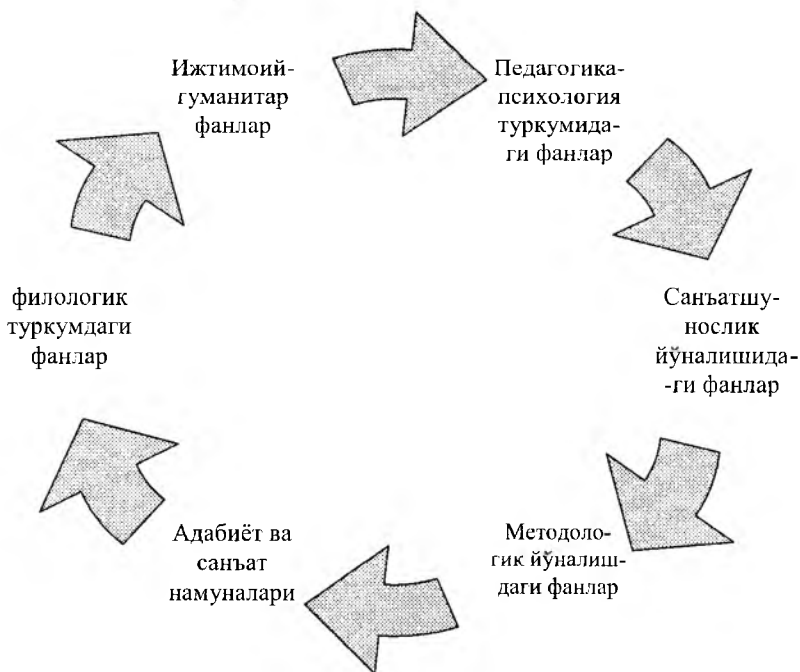 Ижтимоий-
гуманитар
фанлар
Педагогика-
психология
туркумида-
ги фанлар
Санъатшу-
нослик
йўналишида-
-ги фанлар
Методоло-
гик йўналиш-
даги фанлар
Адабиёт ва
санъат
намуналари
филологик
туркумдаги
фанлар